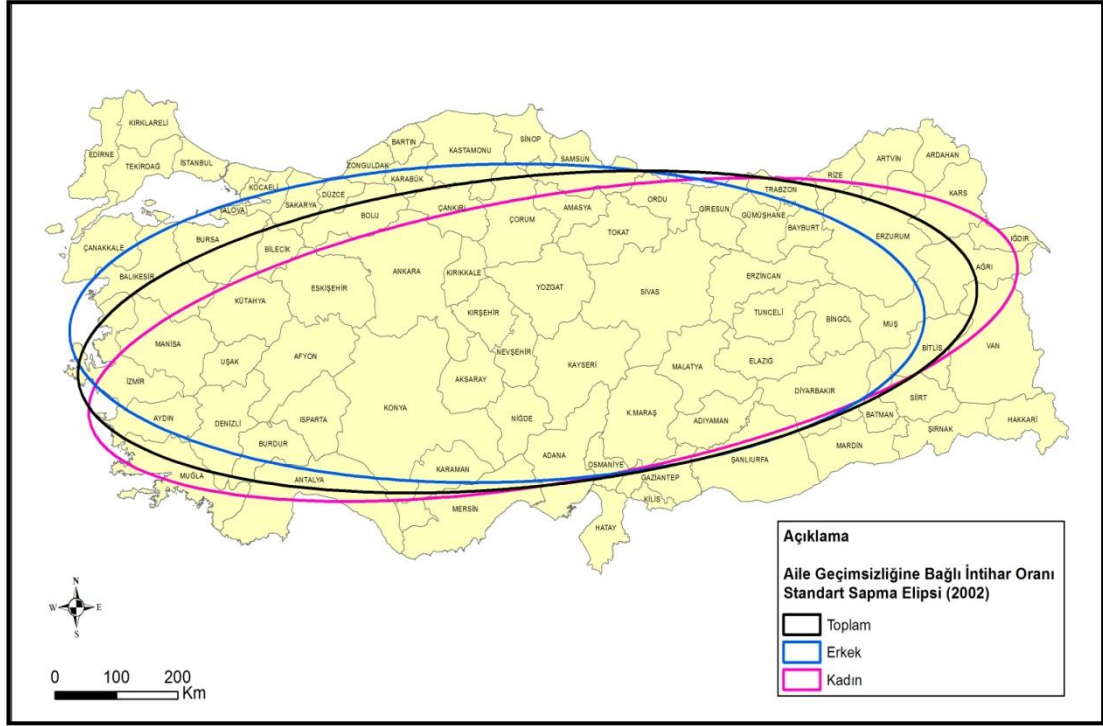 KIRKLARELİ
EDİRNE
TEKİRDAĞ
İSTANBUL
KOCAELİ
YALOVA
SAKARYA
DÜZCE
ZONGULDAK
BARTIN
KARABÜK
KASTAMONU
SİNOP
SAMSUN
BOLU
ÇANKIRI
ÇORUM
AMASYA
ORDU
TOKAT
GİRESUN
TRABZON
GÜMÜŞHANE
BAYBURT
RİZE
ARTVİN
ARDAHAN
KARS
IĞDIR
ERZURUM
AĞRI
ÇANAKKALE
BURSA
BİLECİK
BALIKESİR
ESKİŞEHİR
ANKARA
KIRIKKALE
YOZGAT
SİVAS
ERZİNCAN
TUNCELİ
BİNGÖL
MUŞ
BİTLİS
VAN
KÜTAHYA
KIRŞEHİR
MANİSA
UŞAK
AFYON
NEVŞEHİR
KAYSERİ
MALATYA
ELAZIĞ
DİYARBAKIR
BATMAN
SİİRT
ŞIRNAK
HAKKARİ
İZMİR
AYDIN
DENİZLİ
ISPARTA
BURDUR
KONYA
AKSARAY
NİĞDE
K.MARAŞ
ADIYAMAN
MARDİN
ŞANLIURFA
MUĞLA
ANTALYA
KARAMAN
MERSİN
ADANA
OSMANİYE
GAZİANTEP
KİLİS
HATAY
N
W E
S
0 100 200
Km
Açıklama
Aile Geçimsizliğine Bağlı İntihar Oranı
Standart Sapma Elipsi (2002)
Toplam
Erkek
Kadın